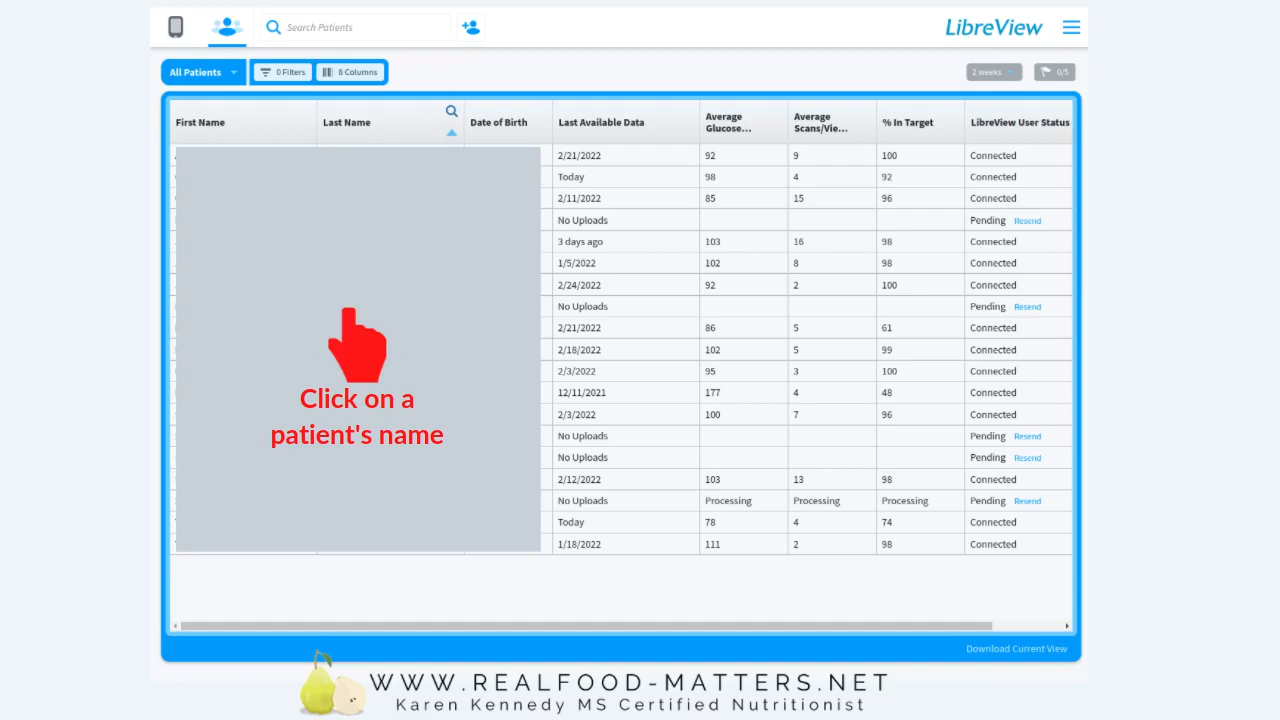 Search Patients
LibreView
All Patients 0 Filters 8 Columns 2 weeks 0/5
First Name Last Name Date of Birth Last Available Data Average Glucose... Average Scans/Vie... % In Target LibreView User Status
2/21/2022 92 9 100 Connected
Today 98 4 92 Connected
2/11/2022 85 15 96 Connected
No Uploads Pending Resend
3 days ago 103 16 98 Connected
1/5/2022 102 8 98 Connected
2/24/2022 92 2 100 Connected
No Uploads Pending Resend
2/21/2022 86 5 61 Connected
2/18/2022 102 5 99 Connected
2/3/2022 95 3 100 Connected
12/11/2021 177 4 48 Connected
2/3/2022 100 7 96 Connected
No Uploads Pending Resend
No Uploads Pending Resend
2/12/2022 103 13 98 Connected
No Uploads Processing Processing Processing Pending Resend
Today 78 4 74 Connected
1/18/2022 111 2 98 Connected
Click on a
patient's name
Download Current View
WWW.REALFOOD-MATTERS.NET
Karen Kennedy MS Certified Nutritionist